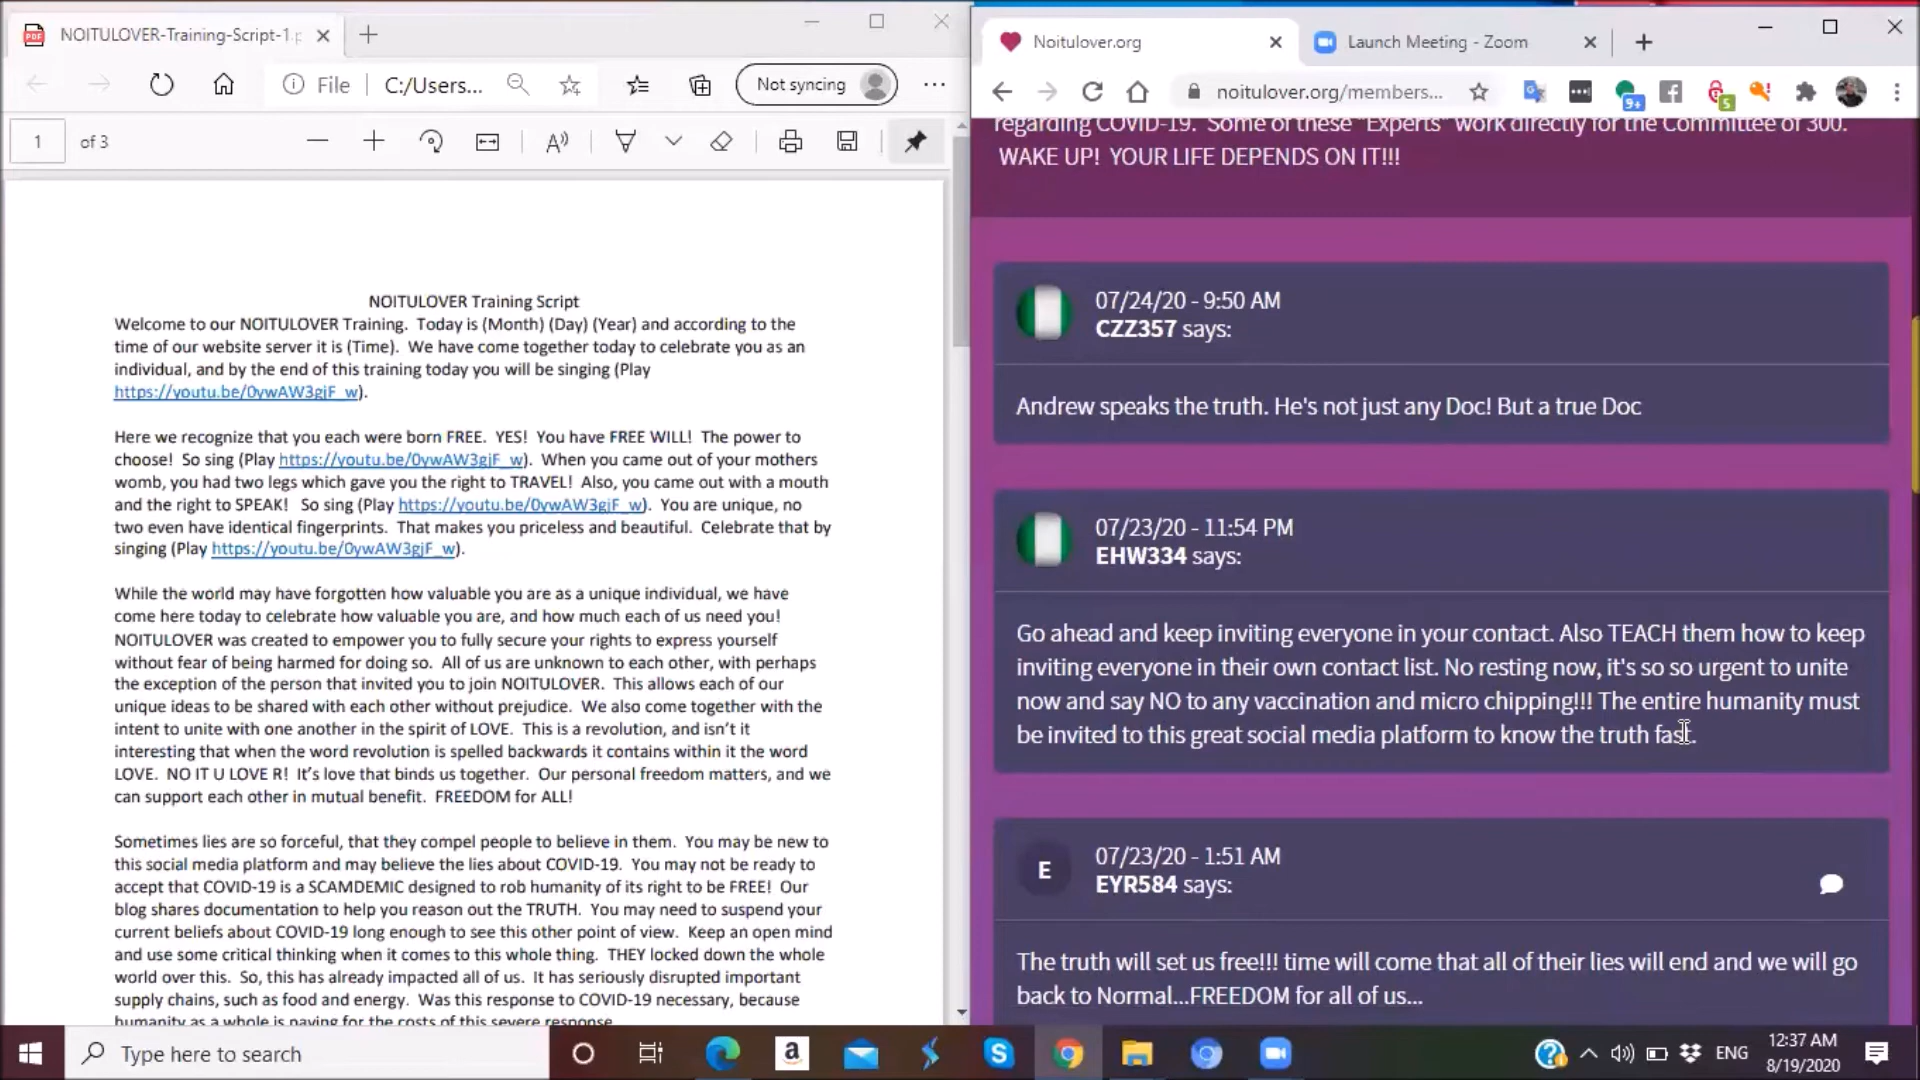 NOITULOVER-Training-Script-1.p
Not syncing
File
C:/Users...
1
of 3
NOITULOVER Training Script
Welcome to our NOITULOVER Training. Today is (Month) (Day) (Year) and according to the
time of our website server it is (Time). We have come together today to celebrate you as an
individual, and by the end of this training today you will be singing (Play
https://youtu.be/0ywAW3gjF_w).
Here we recognize that you each were born FREE. YES! You have FREE WILL! The power to
choose! So sing (Play https://youtu.be/0ywAW3gjF_w). When you came out of your mothers
womb, you had two legs which gave you the right to TRAVEL! Also, you came out with a mouth
and the right to SPEAK! So sing (Play https://youtu.be/0ywAW3gjF_w). You are unique, no
two even have identical fingerprints. That makes you priceless and beautiful. Celebrate that by
singing (Play https://youtu.be/0ywAW3gjF_w).
While the world may have forgotten how valuable you are as a unique individual, we have
come here today to celebrate how valuable you are, and how much each of us need you!
NOITULOVER was created to empower you to fully secure your rights to express yourself
without fear of being harmed for doing so. All of us are unknown to each other, with perhaps
the exception of the person that invited you to join NOITULOVER. This allows each of our
unique ideas to be shared with each other without prejudice. We also come together with the
intent to unite with one another in the spirit of LOVE. This is a revolution, and isn't it
interesting that when the word revolution is spelled backwards it contains within it the word
LOVE. NO IT U LOVE R! It's love that binds us together. Our personal freedom matters, and we
can support each other in mutual benefit. FREEDOM for ALL!
Sometimes lies are so forceful, that they compel people to believe in them. You may be new to
this social media platform and may believe the lies about COVID-19. You may not be ready to
accept that COVID-19 is a SCAMDEMIC designed to rob humanity of its right to be FREE! Our
blog shares documentation to help you reason out the TRUTH. You may need to suspend your
current beliefs about COVID-19 long enough to see this other point of view. Keep an open mind
and use some critical thinking when it comes to this whole thing. THEY locked down the whole
world over this. So, this has already impacted all of us. It has seriously disrupted important
supply chains, such as food and energy. Was this response to COVID-19 necessary, because
humanity as a whole is paying for the costs of this severe response
Noitulover.org
Launch Meeting - Zoom
noitulover.org/members...
9+
5
regarding COVID-19. Some of these "Experts" work directly for the Committee of 300.
WAKE UP! YOUR LIFE DEPENDS ON IT!!!
07/24/20 - 9:50 AM
CZZ357 says:
Andrew speaks the truth. He's not just any Doc! But a true Doc
07/23/20 - 11:54 PM
EHW334 says:
Go ahead and keep inviting everyone in your contact. Also TEACH them how to keep
inviting everyone in their own contact list. No resting now, it's so so urgent to unite
now and say NO to any vaccination and micro chipping!!! The entire humanity must
be invited to this great social media platform to know the truth fast.
E
07/23/20 - 1:51 AM
EYR584 says:
The truth will set us free!!! time will come that all of their lies will end and we will go
back to Normal...FREEDOM for all of us...
Type here to search
a
ENG
12:37 AM
8/19/2020